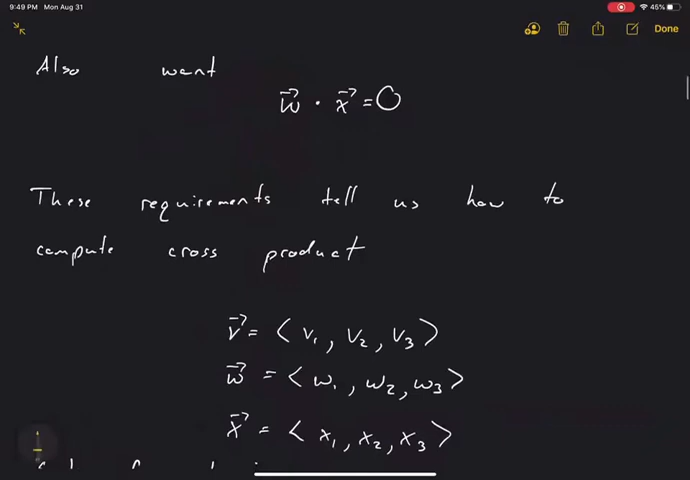 9:49 PM Mon Aug 31
45%
Done
Also want
w⃗ · x⃗ = 0
These requirements tell us how to
compute cross product
v⃗ = < v₁, v₂, v₃ >
w⃗ = < w₁, w₂, w₃ >
x⃗ = < x₁, x₂, x₃ >